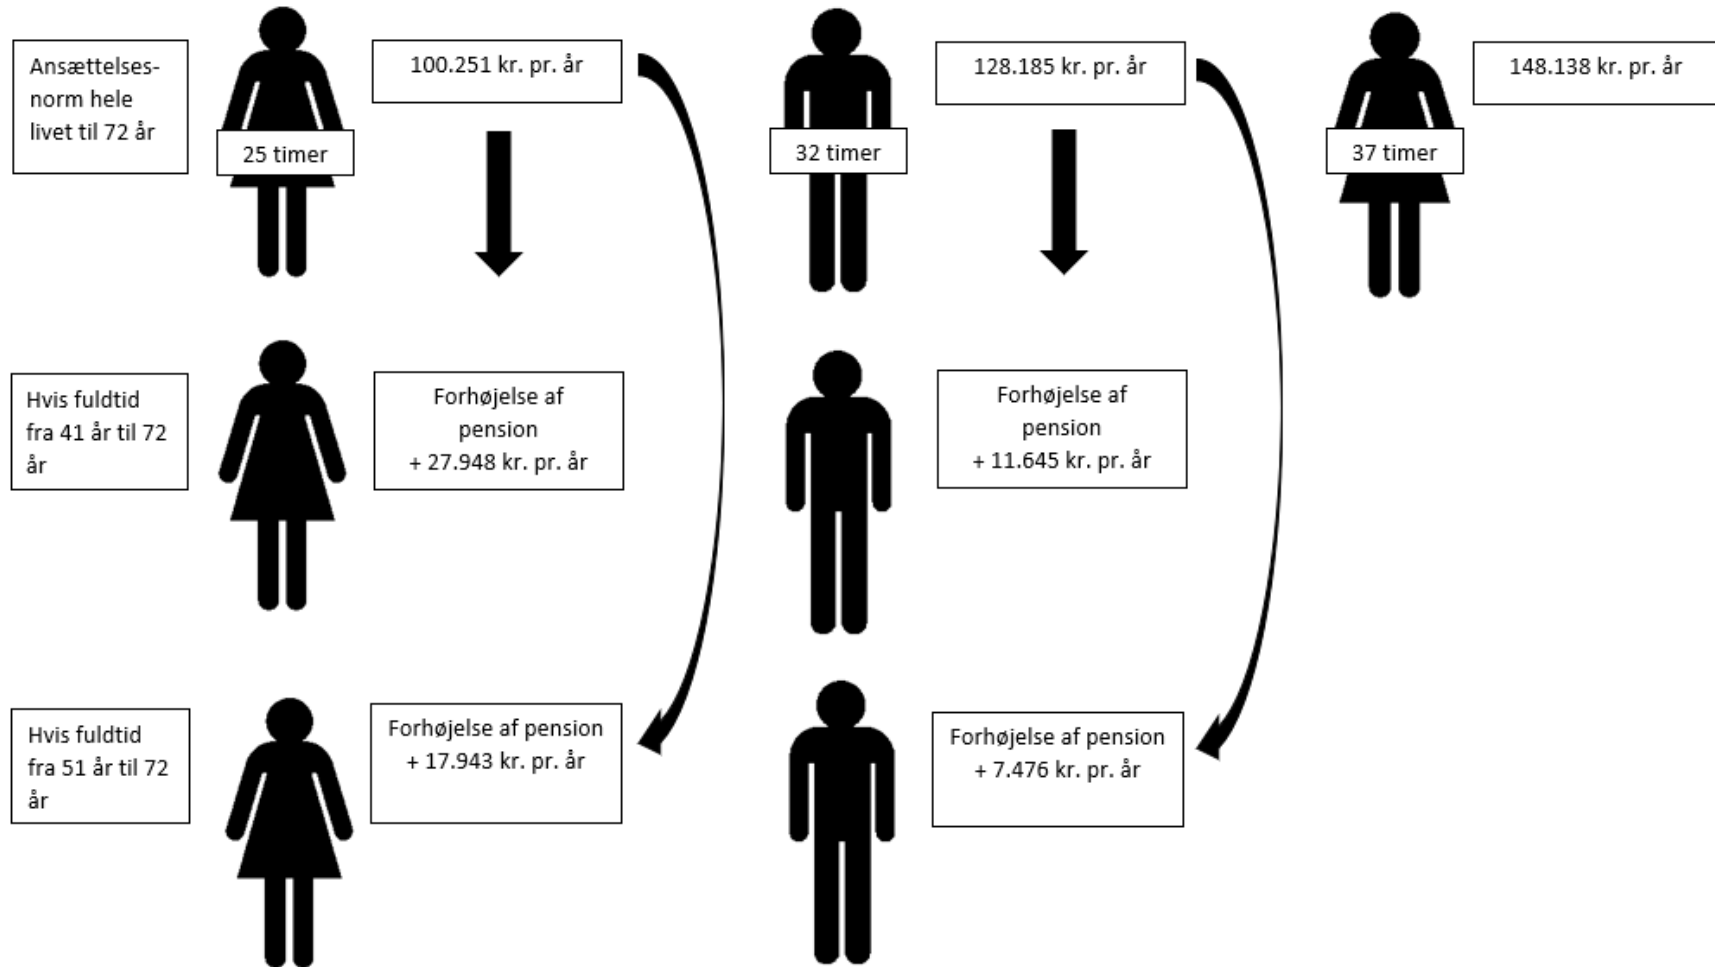 Ansættelses-
norm hele
livet til 72 år
25 timer
100.251 kr. pr. år
32 timer
128.185 kr. pr. år
37 timer
148.138 kr. pr. år
Hvis fuldtid
fra 41 år til 72
år
Forhøjelse af
pension
+ 27.948 kr. pr. år
Forhøjelse af
pension
+ 11.645 kr. pr. år
Hvis fuldtid
fra 51 år til 72
år
Forhøjelse af pension
+ 17.943 kr. pr. år
Forhøjelse af pension
+ 7.476 kr. pr. år